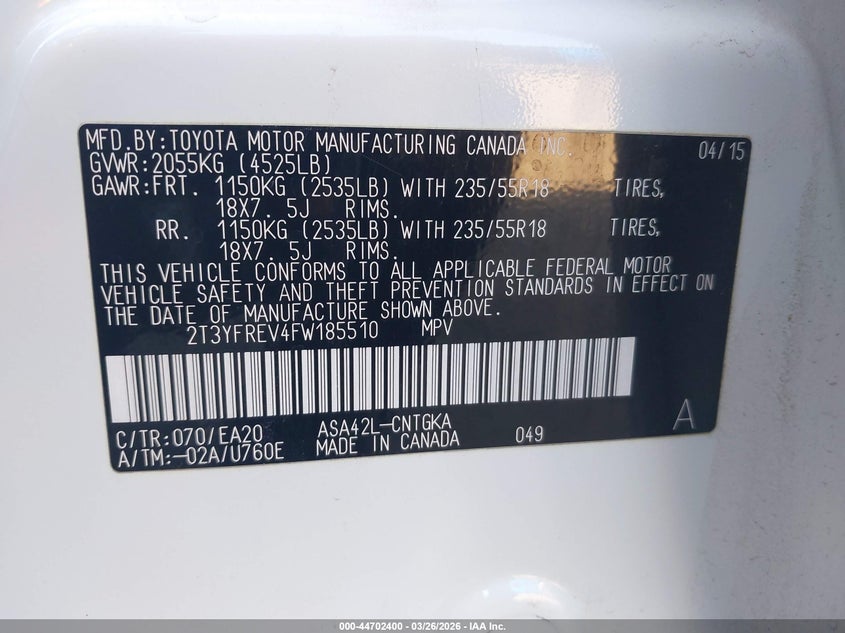 MFD.BY:TOYOTA MOTOR MANUFACTURING CANADA INC. 04/15
GVWR:2055KG (4525LB)
GAWR:FRT. 1150KG (2535LB) WITH 235/55R18 TIRES,
18X7. 5J RIMS.
RR. 1150KG (2535LB) WITH 235/55R18 TIRES,
18X7. 5J RIMS.
THIS VEHICLE CONFORMS TO ALL APPLICABLE FEDERAL MOTOR
VEHICLE SAFETY AND THEFT PREVENTION STANDARDS IN EFFECT ON
THE DATE OF MANUFACTURE SHOWN ABOVE.
2T3YFREV4FW185510 MPV
C/TR:070/EA20 ASA42L-CNTGKA 049 A
A/TM:-02A/U760E MADE IN CANADA
000-44702400 - 03/26/2026 - IAA Inc.